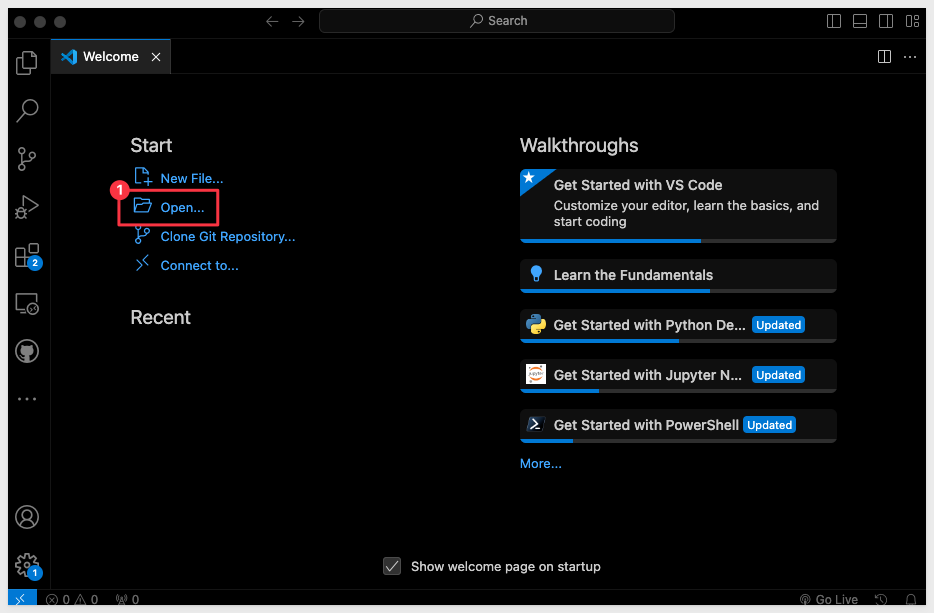 Search
Welcome
Start
New File...
1
Open...
Clone Git Repository...
Connect to...
Recent
Walkthroughs
Get Started with VS Code
Customize your editor, learn the basics, and
start coding
Learn the Fundamentals
Get Started with Python De... Updated
jupyter
Get Started with Jupyter N... Updated
Get Started with PowerShell Updated
More...
2
1
Show welcome page on startup
0 0 0
Go Live